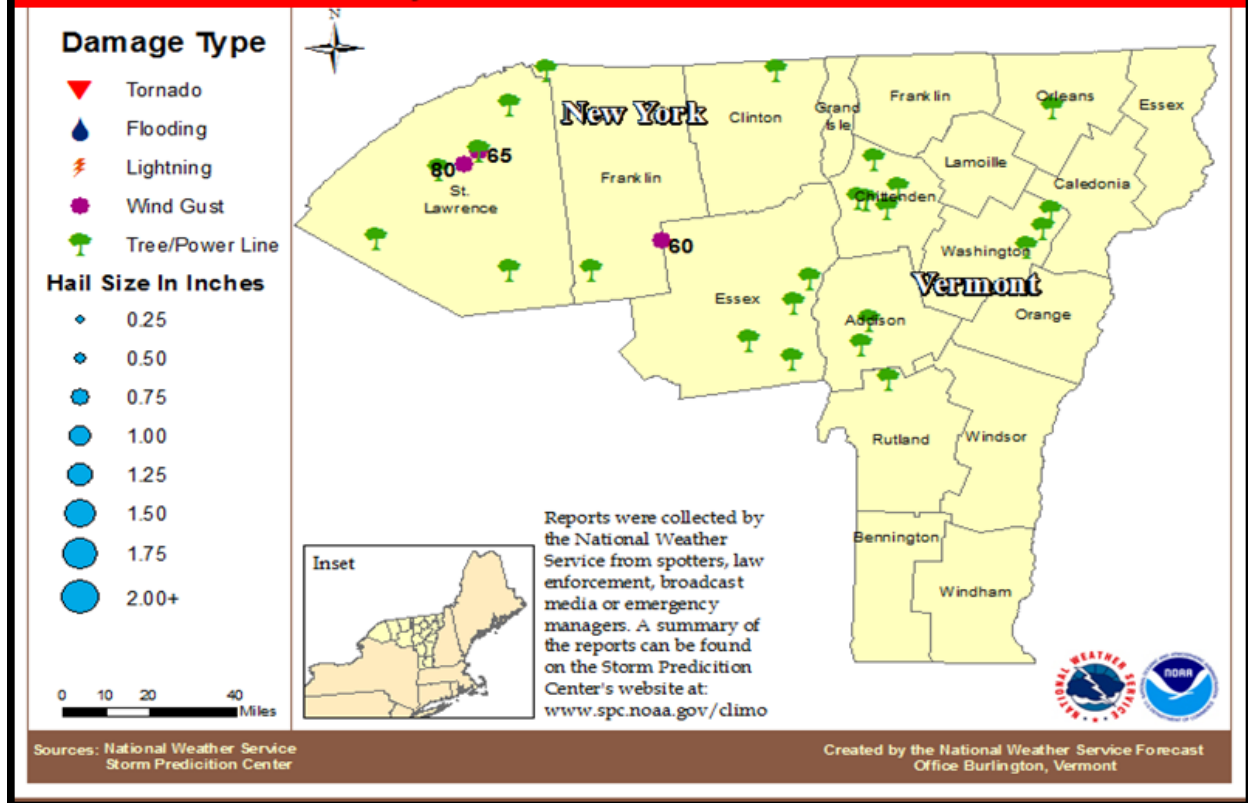 Damage Type
Tornado
Flooding
Lightning
Wind Gust
Tree/Power Line
Hail Size In Inches
0.25
0.50
0.75
1.00
1.25
1.50
1.75
2.00+
0 10 20 40
Miles
N
New York
Clinton
Grand
Isle
Franklin
Orleans
Essex
65
80
St.
Lawrence
Franklin
Lamoille
Caledonia
Chittenden
60
Washington
Vermont
Essex
Addison
Orange
Rutland
Windsor
Bennington
Windham
Inset
Reports were collected by
the National Weather
Service from spotters, law
enforcement, broadcast
media or emergency
managers. A summary of
the reports can be found
on the Storm Predicition
Center's website at:
www.spc.noaa.gov/climo
NATIONAL WEATHER SERVICE
NOAA
Sources: National Weather Service
Storm Predicition Center
Created by the National Weather Service Forecast
Office Burlington, Vermont